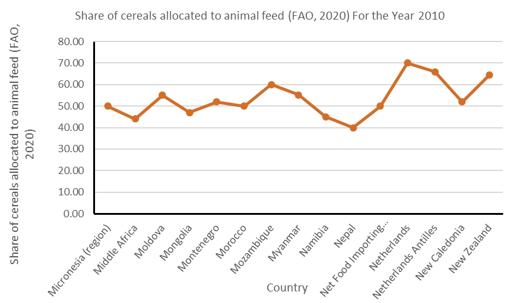 Share of cereals allocated to animal feed (FAO, 2020) For the Year 2010
Share of cereals allocated to animal feed (FAO,
2020)
80.00
70.00
60.00
50.00
40.00
30.00
20.00
10.00
0.00
Micronesia (region)
Middle Africa
Moldova
Mongolia
Montenegro
Morocco
Mozambique
Myanmar
Namibia
Nepal
Net Food Importing...
Netherlands
Netherlands Antilles
New Caledonia
New Zealand
Country